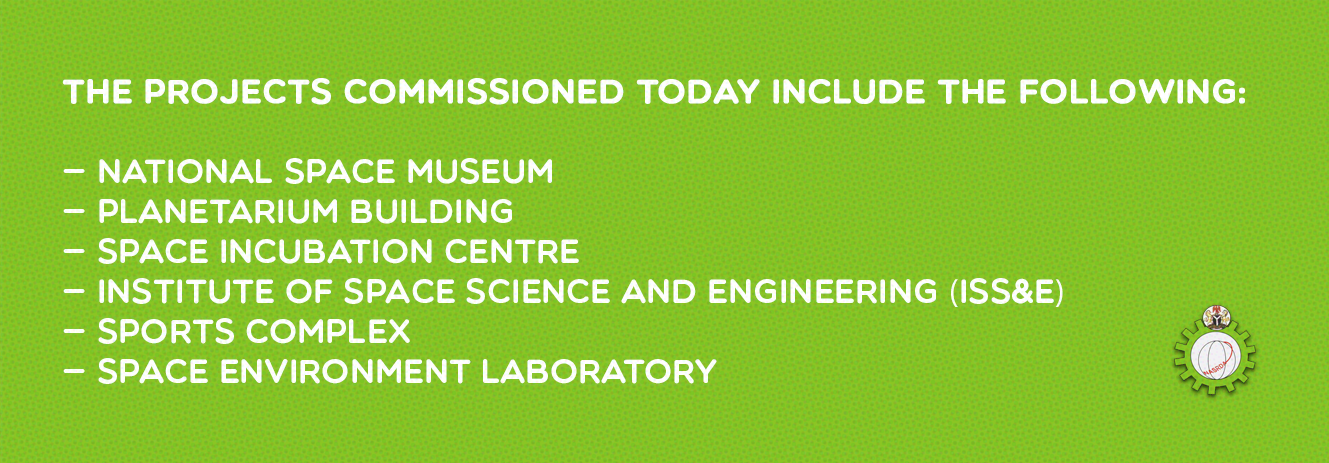 THE PROJECTS COMMISSIONED TODAY INCLUDE THE FOLLOWING:
– NATIONAL SPACE MUSEUM
– PLANETARIUM BUILDING
– SPACE INCUBATION CENTRE
– INSTITUTE OF SPACE SCIENCE AND ENGINEERING (ISS&E)
– SPORTS COMPLEX
– SPACE ENVIRONMENT LABORATORY
NASRDA